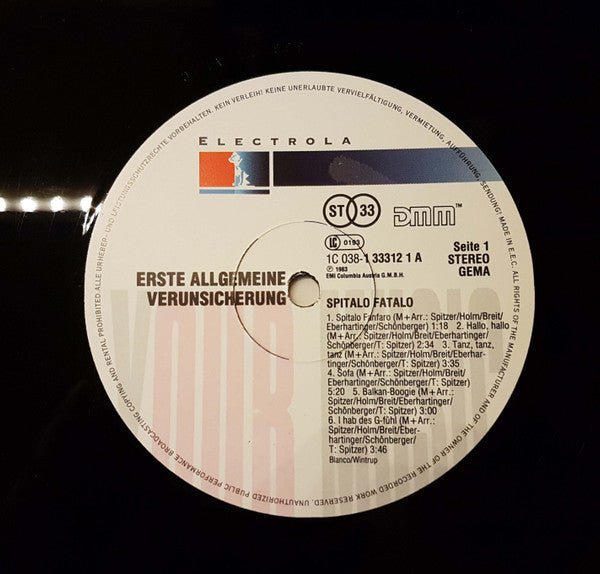 KEIN VERLEIH! KEINE UNERLAUBTE VERVIELFÄLTIGUNG, VERMIETUNG, AUFFÜHRUNG, SENDUNG! MADE IN E.E.C. ALL RIGHTS OF THE MANUFACTURER AND OF THE OWNER OF THE RECORDED WORK RESERVED. UNAUTHORIZED PUBLIC PERFORMANCE BROADCASTING COPYING AND RENTAL PROHIBITED ALLE URHEBER- UND LEISTUNGSSCHUTZRECHTE VORBEHALTEN.
ELECTROLA
ST 33
DMM™
LC 0193
1C 038-1 33312 1 A
Ⓟ 1983
EMI Columbia Austria G.M.B.H.
Seite 1
STEREO
GEMA
ERSTE ALLGEMEINE
VERUNSICHERUNG
SPITALO FATALO
1. Spitalo Fanfaro (M+Arr.: Spitzer/Holm/Breit/
Eberhartinger/Schönberger) 1:18 2. Hallo, hallo
(M+Arr.: Spitzer/Holm/Breit/Eberhartinger/
Schönberger/T: Spitzer) 2:34 3. Tanz, tanz,
tanz (M+Arr.: Spitzer/Holm/Breit/Eberhar-
tinger/Schönberger/T: Spitzer) 3:35
4. Sofa (M+Arr.: Spitzer/Holm/Breit/
Eberhartinger/Schönberger/T: Spitzer)
5:20 5. Balkan-Boogie (M+Arr.:
Spitzer/Holm/Breit/Eberhartinger/
Schönberger/T: Spitzer) 3:00
6. I hab des G-fühl (M+Arr.:
Spitzer/Holm/Breit/Eber-
hartinger/Schönberger/
T: Spitzer) 3:46
Blanco/Wintrup